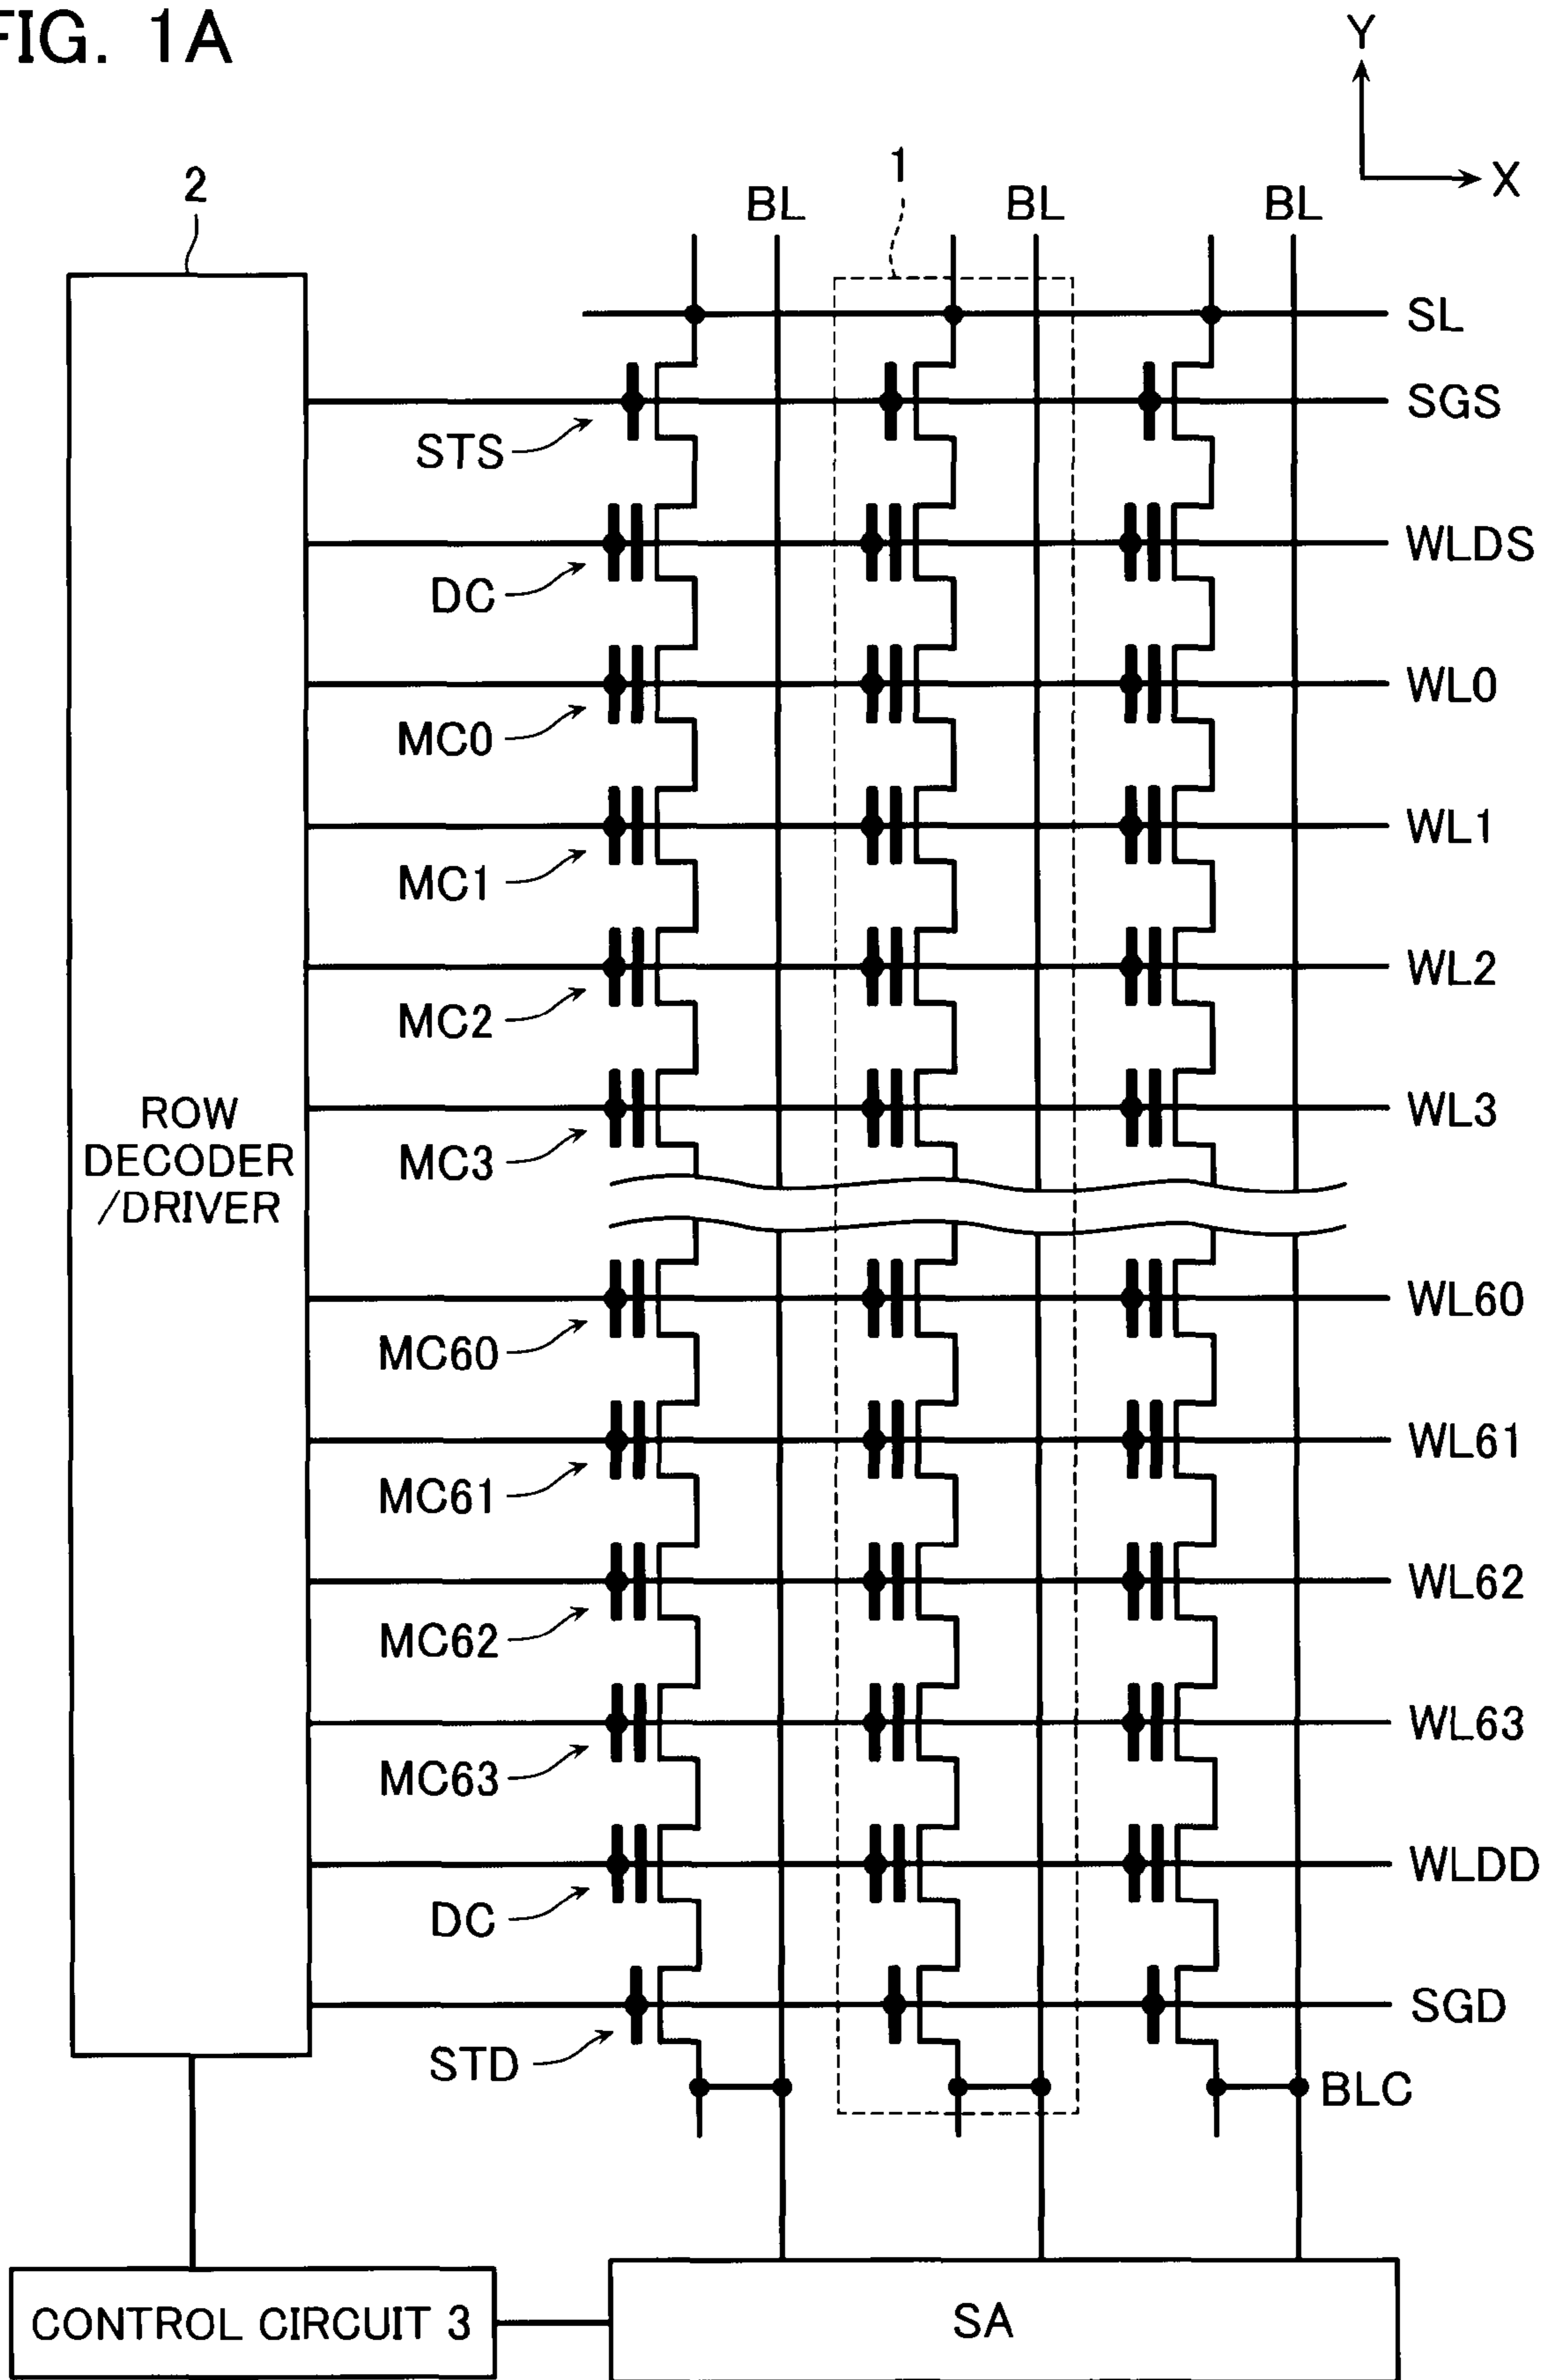 FIG. 1A
Y
X
2
1
BL
BL
BL
SL
SGS
STS
WLDS
DC
WL0
MC0
WL1
MC1
WL2
MC2
WL3
MC3
ROW
DECODER
/DRIVER
WL60
MC60
WL61
MC61
WL62
MC62
WL63
MC63
WLDD
DC
SGD
STD
BLC
CONTROL CIRCUIT 3
SA